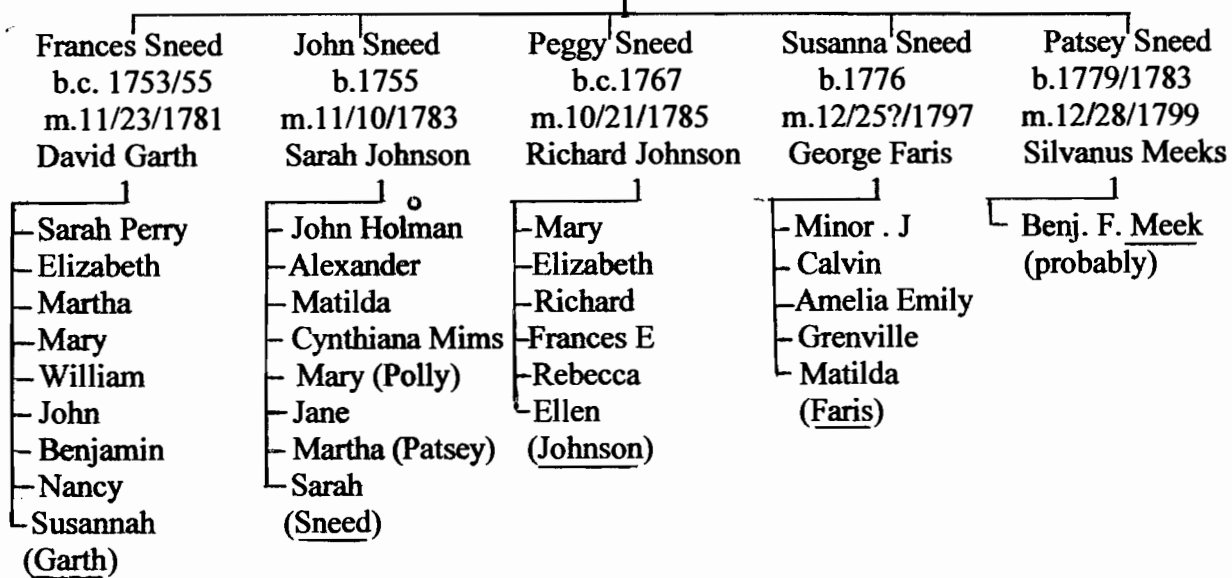 Frances Sneed
b.c. 1753/55
m.11/23/1781
David Garth
Sarah Perry
Elizabeth
Martha
Mary
William
John
Benjamin
Nancy
Susannah
(Garth)
John Sneed
b.1755
m.11/10/1783
Sarah Johnson
John Holman
Alexander
Matilda
Cynthiana Mims
Mary (Polly)
Jane
Martha (Patsey)
Sarah
(Sneed)
Peggy Sneed
b.c.1767
m.10/21/1785
Richard Johnson
Mary
Elizabeth
Richard
Frances E
Rebecca
Ellen
(Johnson)
Susanna Sneed
b.1776
m.12/25?/1797
George Faris
Minor . J
Calvin
Amelia Emily
Grenville
Matilda
(Faris)
Patsey Sneed
b.1779/1783
m.12/28/1799
Silvanus Meeks
Benj. F. Meek
(probably)